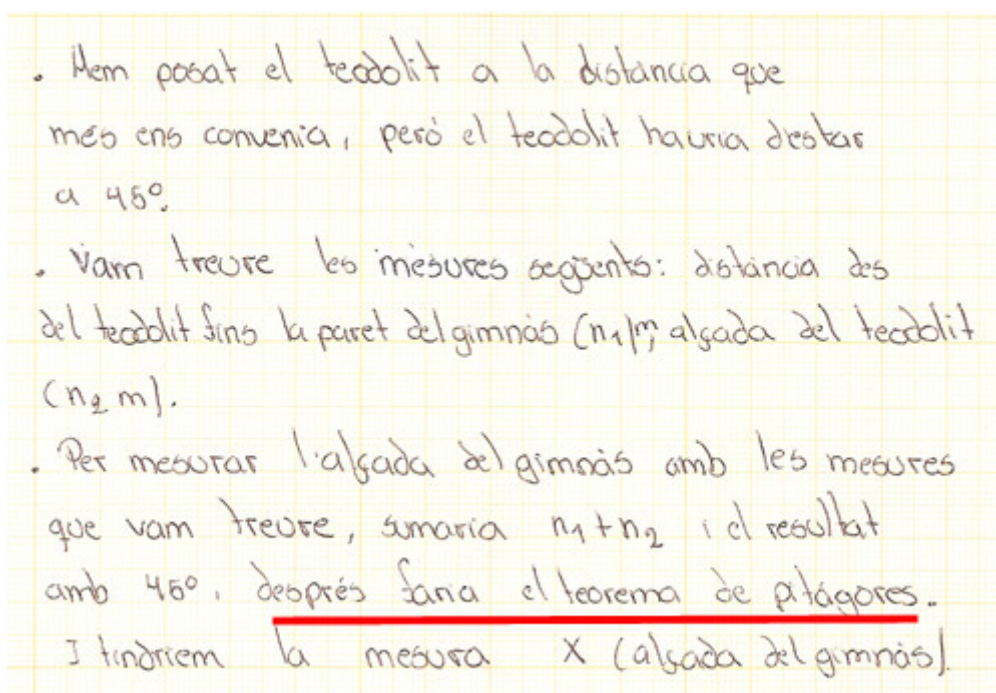 . Hem posat el teodolit a la distància que
més ens convenia, però el teodolit hauria d'estar
a 45º.
. Vam treure les mesures següents: distància des
del teodolit fins la paret del gimnàs (n₁)m, alçada del teodolit
(n₂ m).
. Per mesurar l'alçada del gimnàs amb les mesures
que vam treure, sumaria n₁ + n₂ i el resultat
amb 45º. després faria el teorema de pitàgores.
I tindriem la mesura X (alçada del gimnàs).